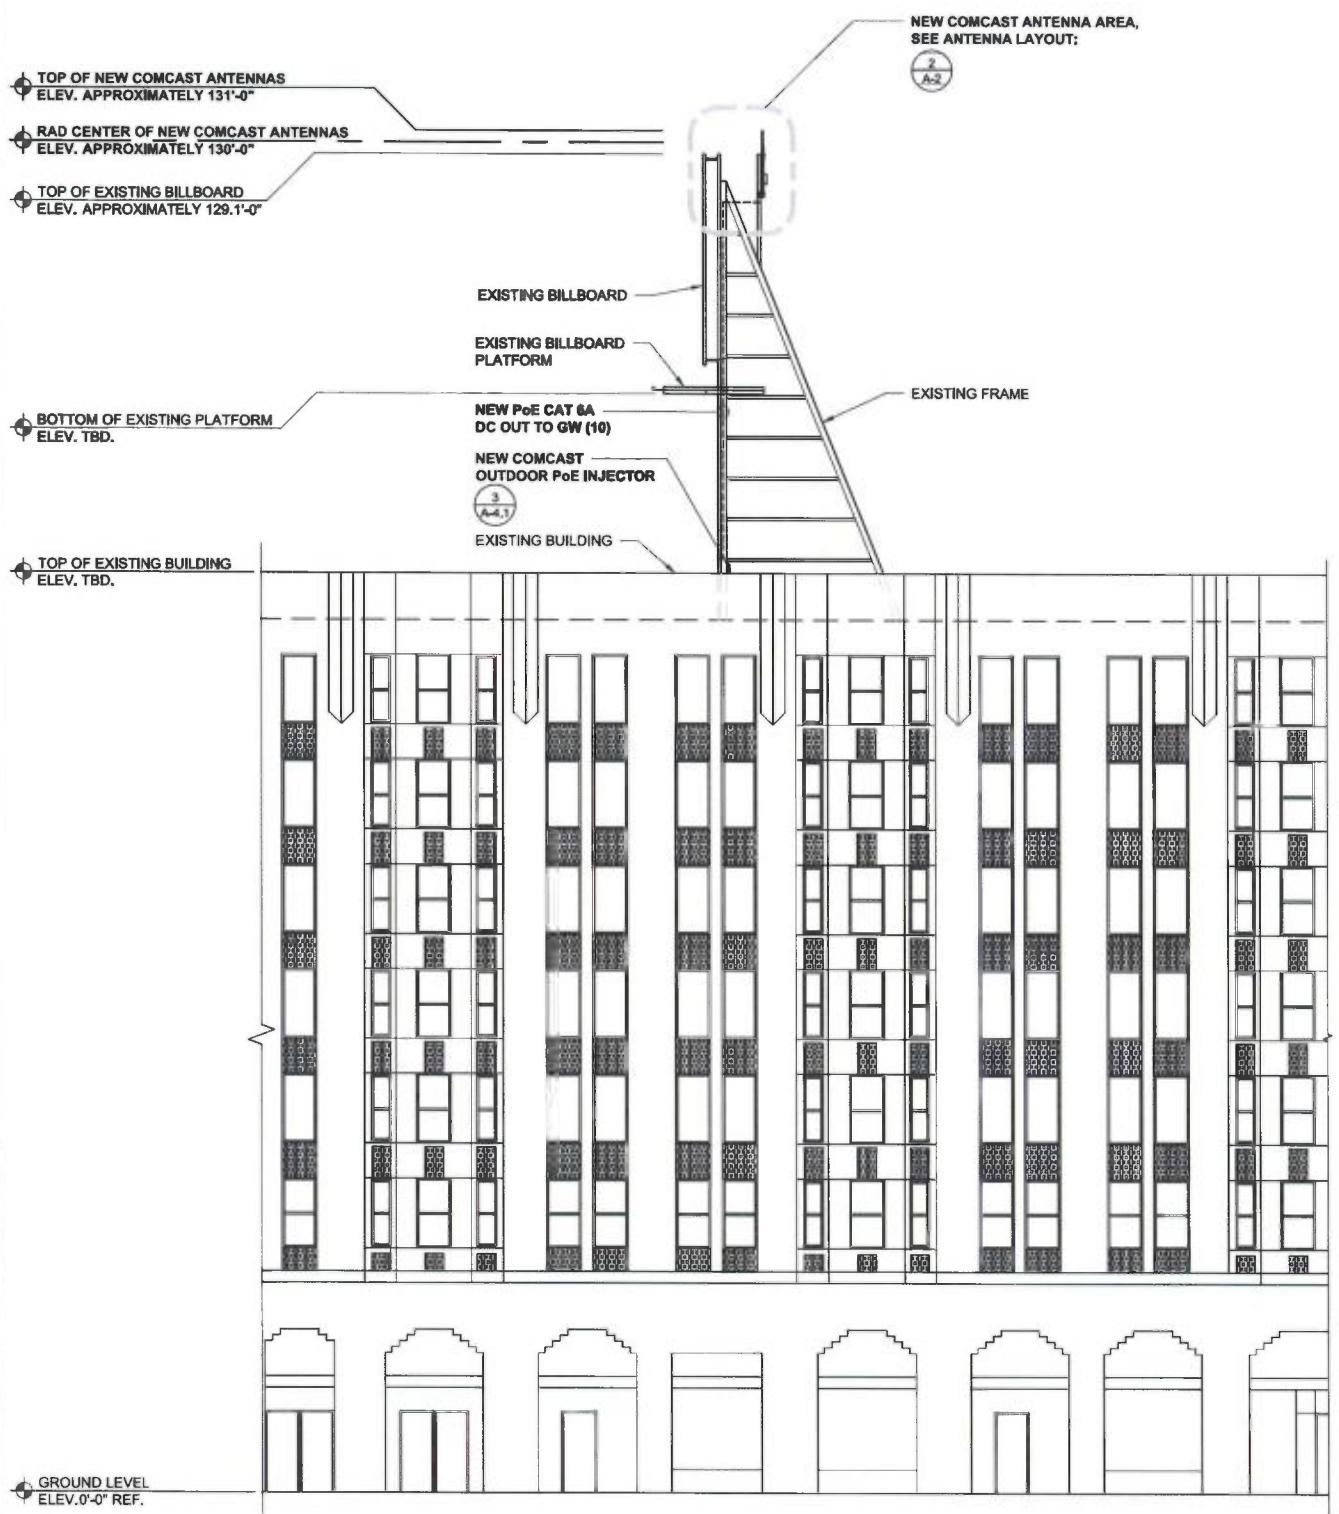 NEW COMCAST ANTENNA AREA,
SEE ANTENNA LAYOUT:
2
A-2
TOP OF NEW COMCAST ANTENNAS
ELEV. APPROXIMATELY 131'-0"
RAD CENTER OF NEW COMCAST ANTENNAS
ELEV. APPROXIMATELY 130'-0"
TOP OF EXISTING BILLBOARD
ELEV. APPROXIMATELY 129.1'-0"
EXISTING BILLBOARD
EXISTING BILLBOARD
PLATFORM
EXISTING FRAME
NEW PoE CAT 6A
DC OUT TO GW (10)
BOTTOM OF EXISTING PLATFORM
ELEV. TBD.
NEW COMCAST
OUTDOOR PoE INJECTOR
3
A-4.1
EXISTING BUILDING
TOP OF EXISTING BUILDING
ELEV. TBD.
GROUND LEVEL
ELEV.0'-0" REF.